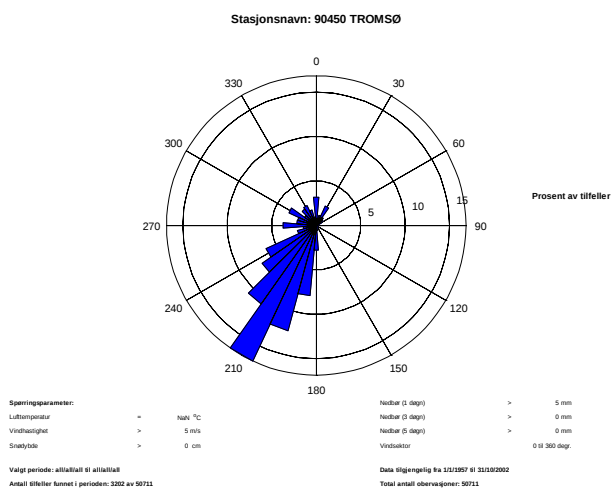 Stasjonsnavn: 90450 TROMSØ
0
330
30
300
60
15
10
5
Prosent av tilfeller
270
90
240
120
210
150
180
Spørringsparameter:
Lufttemperatur = NaN °C
Vindhastighet > 5 m/s
Snødybde > 0 cm
Nedbør (1 døgn) > 5 mm
Nedbør (3 døgn) > 0 mm
Nedbør (5 døgn) > 0 mm
Vindsektor 0 til 360 degr.
Valgt periode: all/all/all til all/all/all
Antall tilfeller funnet i perioden: 3202 av 50711
Data tilgjengelig fra 1/1/1957 til 31/10/2002
Total antall obervasjoner: 50711